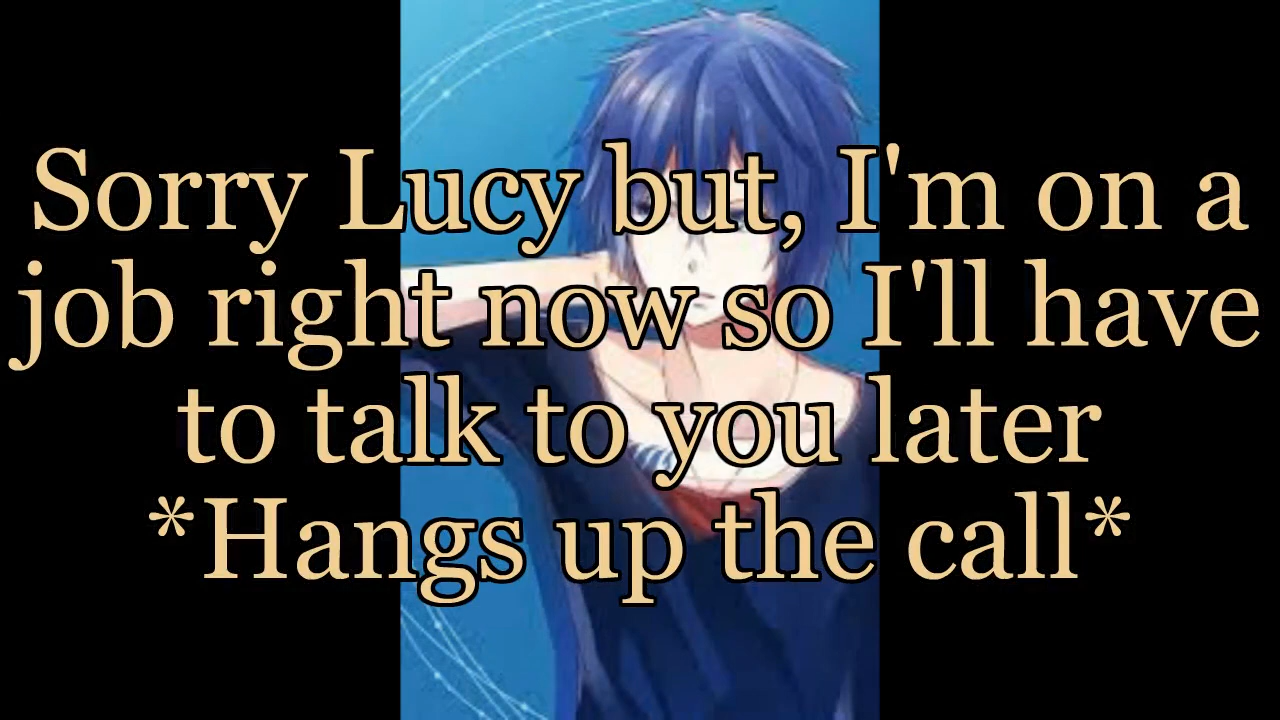 Sorry Lucy but, I'm on a
job right now so I'll have
to talk to you later
*Hangs up the call*